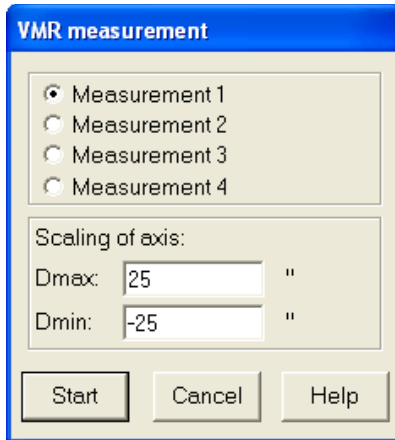 VMR measurement
Measurement 1
Measurement 2
Measurement 3
Measurement 4
Scaling of axis:
Dmax: 25 "
Dmin: -25 "
Start Cancel Help